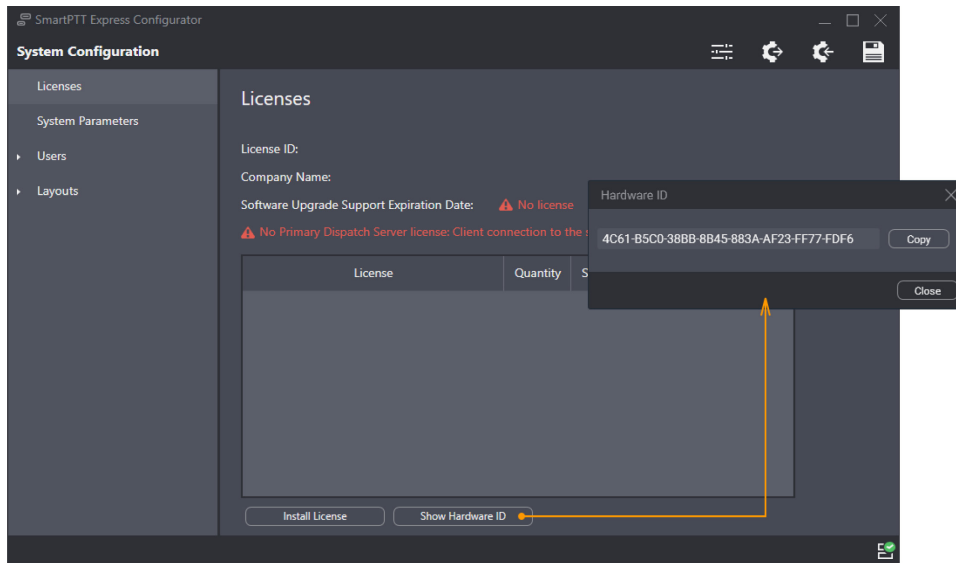 SmartPTT Express Configurator
System Configuration
Licenses
System Parameters
Users
Layouts
Licenses
License ID:
Company Name:
Software Upgrade Support Expiration Date: No license
No Primary Dispatch Server license: Client connection to the
License Quantity
Install License Show Hardware ID
Hardware ID
4C61-B5C0-38BB-8B45-883A-AF23-FF77-FDF6 Copy
Close